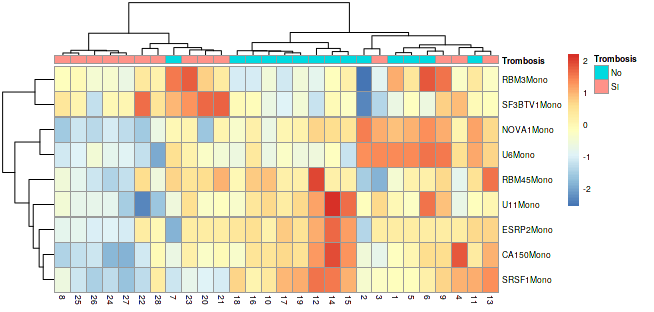 Trombosis
RBM3Mono
SF3BTV1Mono
NOVA1Mono
U6Mono
RBM45Mono
U11Mono
ESRP2Mono
CA150Mono
SRSF1Mono
8 25 26 24 27 22 28 7 23 20 21 18 16 10 17 19 12 14 15 2 3 1 5 6 9 4 11 13
2
1
0
-1
-2
Trombosis
No
SI